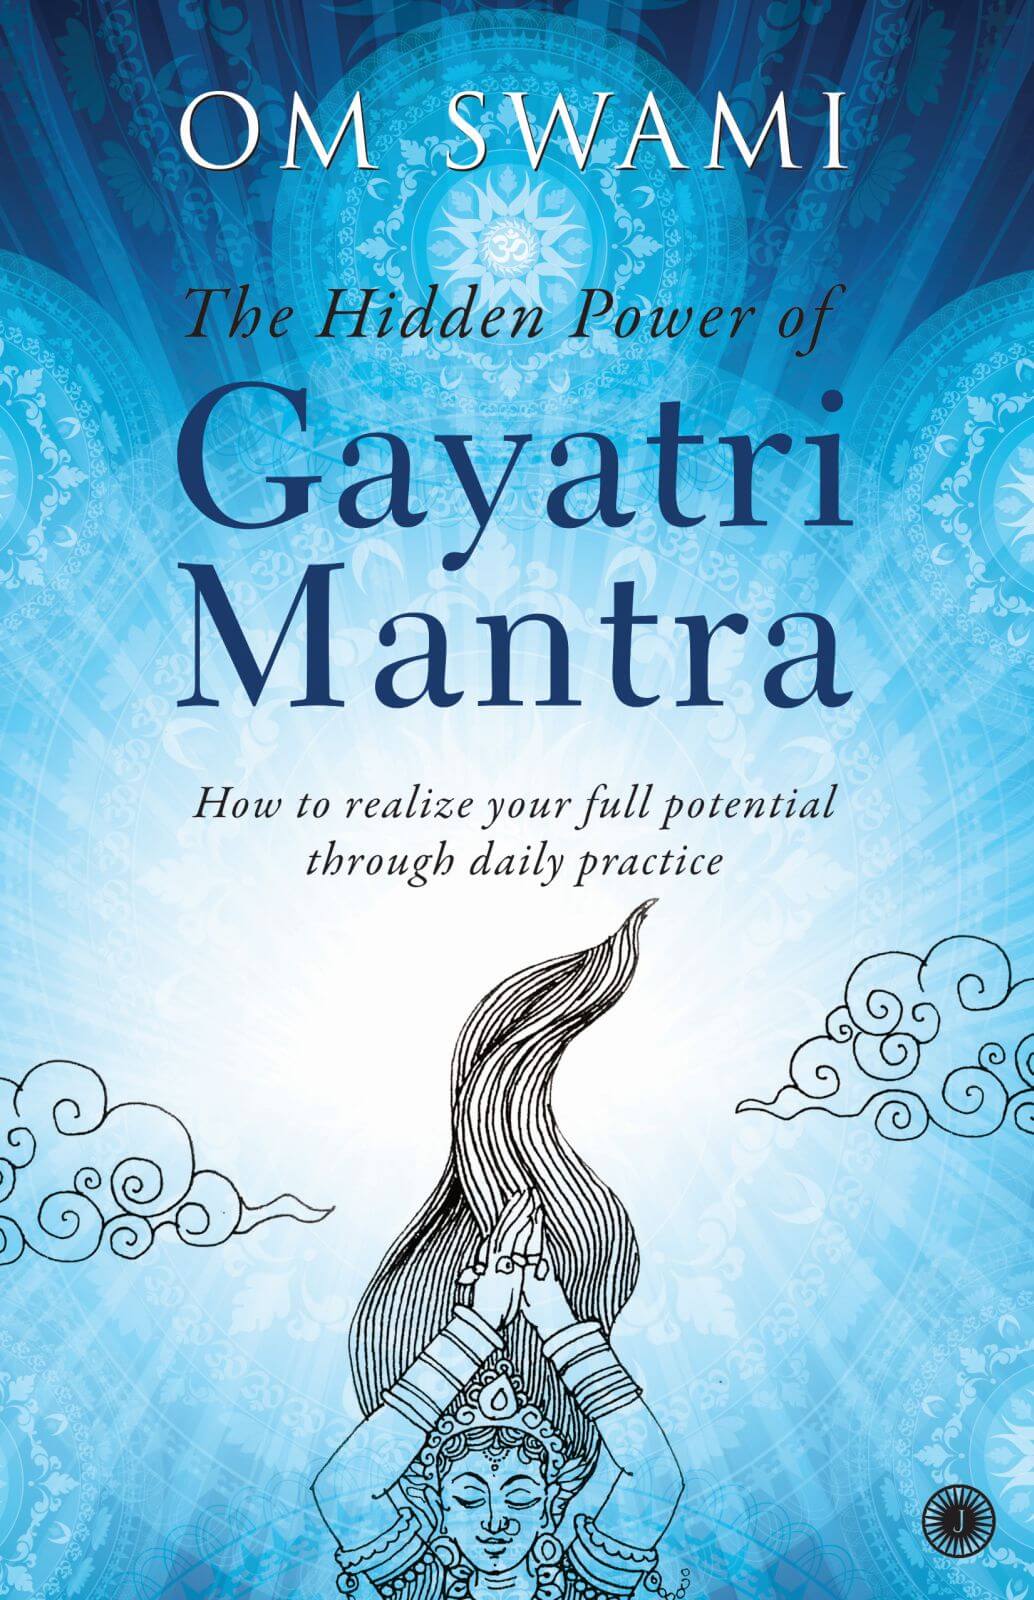 OM SWAMI
The Hidden Power of
Gayatri
Mantra
How to realize your full potential
through daily practice
ॐ
J